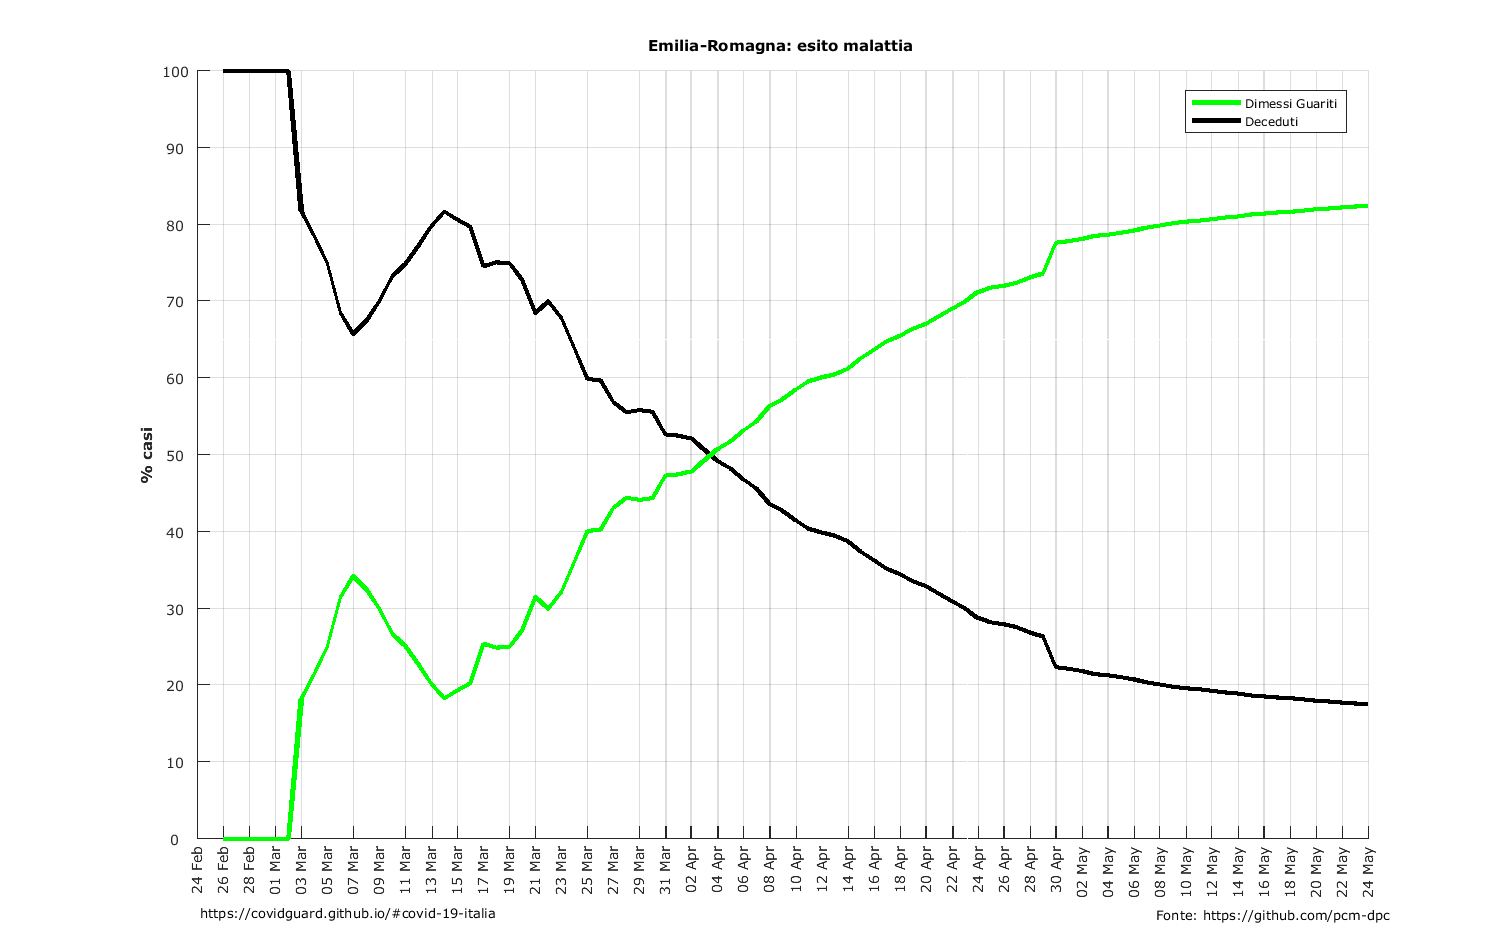 Emilia-Romagna: esito malattia
100
90
80
70
60
50
40
30
20
10
0
% casi
Dimessi Guariti
Deceduti
24 Feb
26 Feb
28 Feb
01 Mar
03 Mar
05 Mar
07 Mar
09 Mar
11 Mar
13 Mar
15 Mar
17 Mar
19 Mar
21 Mar
23 Mar
25 Mar
27 Mar
29 Mar
31 Mar
02 Apr
04 Apr
06 Apr
08 Apr
10 Apr
12 Apr
14 Apr
16 Apr
18 Apr
20 Apr
22 Apr
24 Apr
26 Apr
28 Apr
30 Apr
02 May
04 May
06 May
08 May
10 May
12 May
14 May
16 May
18 May
20 May
22 May
24 May
https://covidguard.github.io/#covid-19-italia
Fonte: https://github.com/pcm-dpc